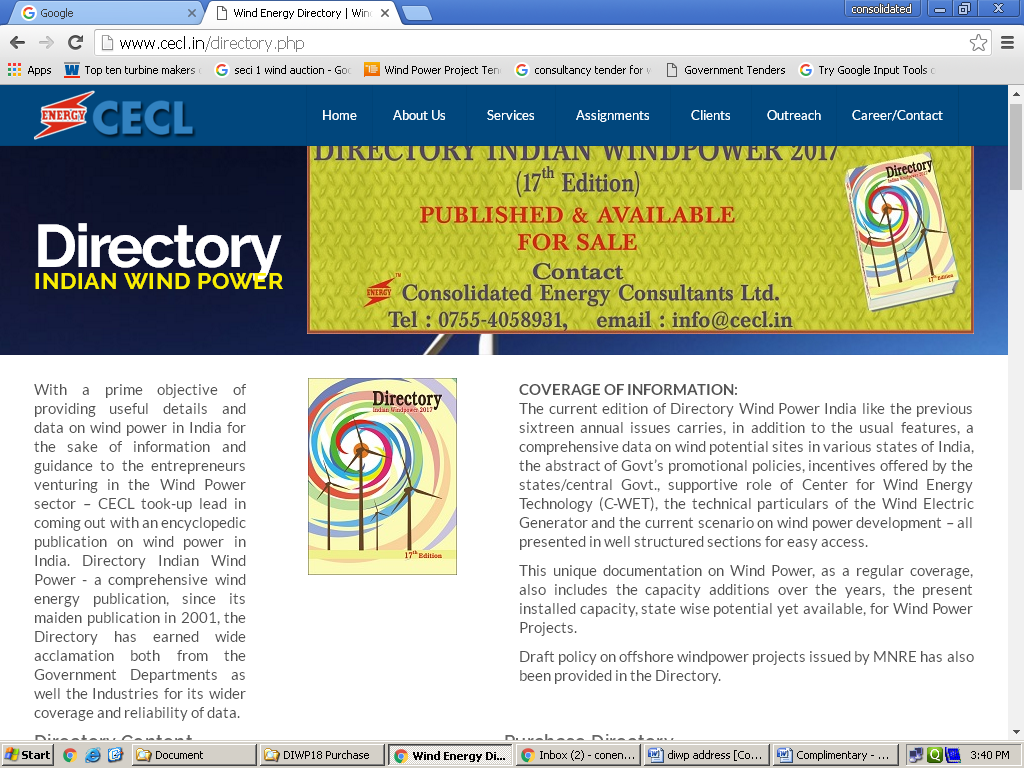 Google
Wind Energy Directory | Win
consolidated
www.cecl.in/directory.php
Apps
Top ten turbine makers
seci 1 wind auction - Goo
Wind Power Project Ten
consultancy tender for w
Government Tenders
Try Google Input Tools c
ENERGY CECL
Home
About Us
Services
Assignments
Clients
Outreach
Career/Contact
DIRECTORY INDIAN WINDPOWER 2017
(17th Edition)
PUBLISHED & AVAILABLE
FOR SALE
Contact
ENERGY TM Consolidated Energy Consultants Ltd.
Tel : 0755-4058931, email : info@cecl.in
Directory
Indian Windpower 2017
17th Edition
Directory
INDIAN WIND POWER
With a prime objective of
providing useful details and
data on wind power in India for
the sake of information and
guidance to the entrepreneurs
venturing in the Wind Power
sector – CECL took-up lead in
coming out with an encyclopedic
publication on wind power in
India. Directory Indian Wind
Power - a comprehensive wind
energy publication, since its
maiden publication in 2001, the
Directory has earned wide
acclamation both from the
Government Departments as
well the Industries for its wider
coverage and reliability of data.
Directory
Indian Windpower 2017
17th Edition
COVERAGE OF INFORMATION:
The current edition of Directory Wind Power India like the previous
sixtreen annual issues carries, in addition to the usual features, a
comprehensive data on wind potential sites in various states of India,
the abstract of Govt's promotional policies, incentives offered by the
states/central Govt., supportive role of Center for Wind Energy
Technology (C-WET), the technical particulars of the Wind Electric
Generator and the current scenario on wind power development – all
presented in well structured sections for easy access.
This unique documentation on Wind Power, as a regular coverage,
also includes the capacity additions over the years, the present
installed capacity, state wise potential yet available, for Wind Power
Projects.
Draft policy on offshore windpower projects issued by MNRE has also
been provided in the Directory.
Directory Content
Purchase Directory
Start
Document
DIWP18 Purchase
Wind Energy Di...
Inbox (2) - conen...
diwp address [Co...
Complimentary - ...
3:40 PM